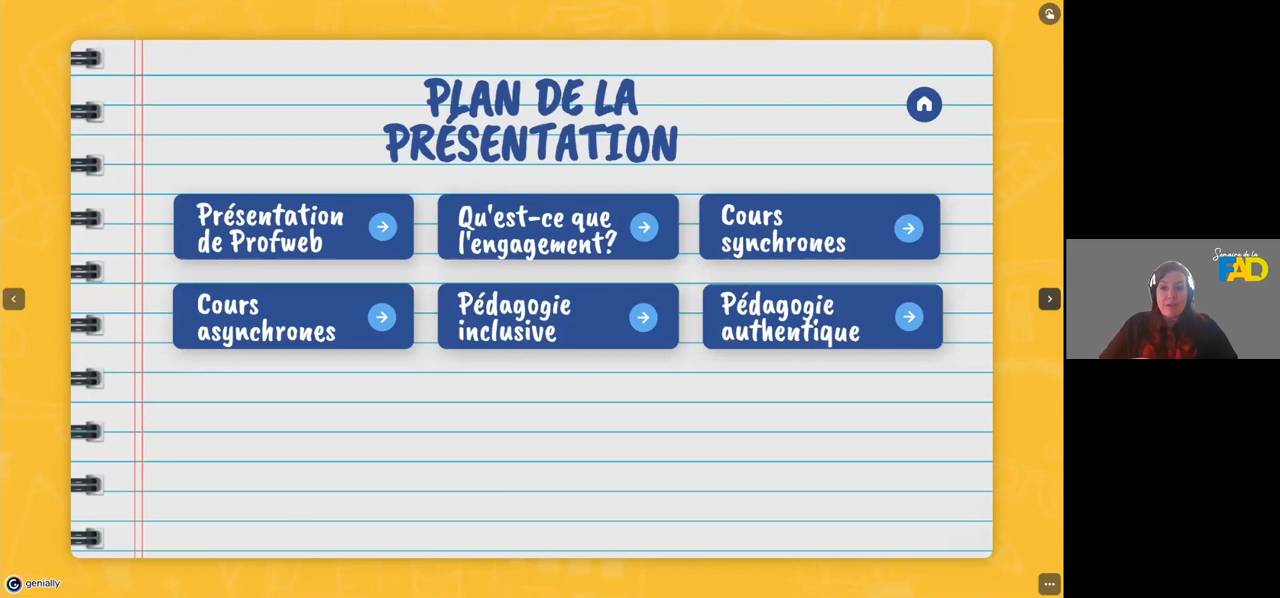 PLAN DE LA
PRÉSENTATION
Présentation
de Profweb
Qu'est-ce que
l'engagement?
Cours
synchrones
Cours
asynchrones
Pédagogie
inclusive
Pédagogie
authentique
Semaine de la
FAD
genially